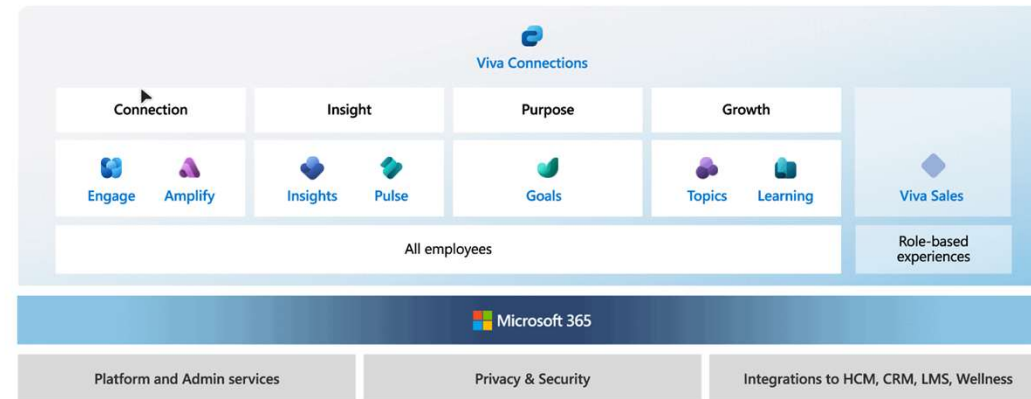 Viva Connections
Connection
Insight
Purpose
Growth
Engage
Amplify
Insights
Pulse
Goals
Topics
Learning
Viva Sales
All employees
Role-based
experiences
Microsoft 365
Platform and Admin services
Privacy & Security
Integrations to HCM, CRM, LMS, Wellness